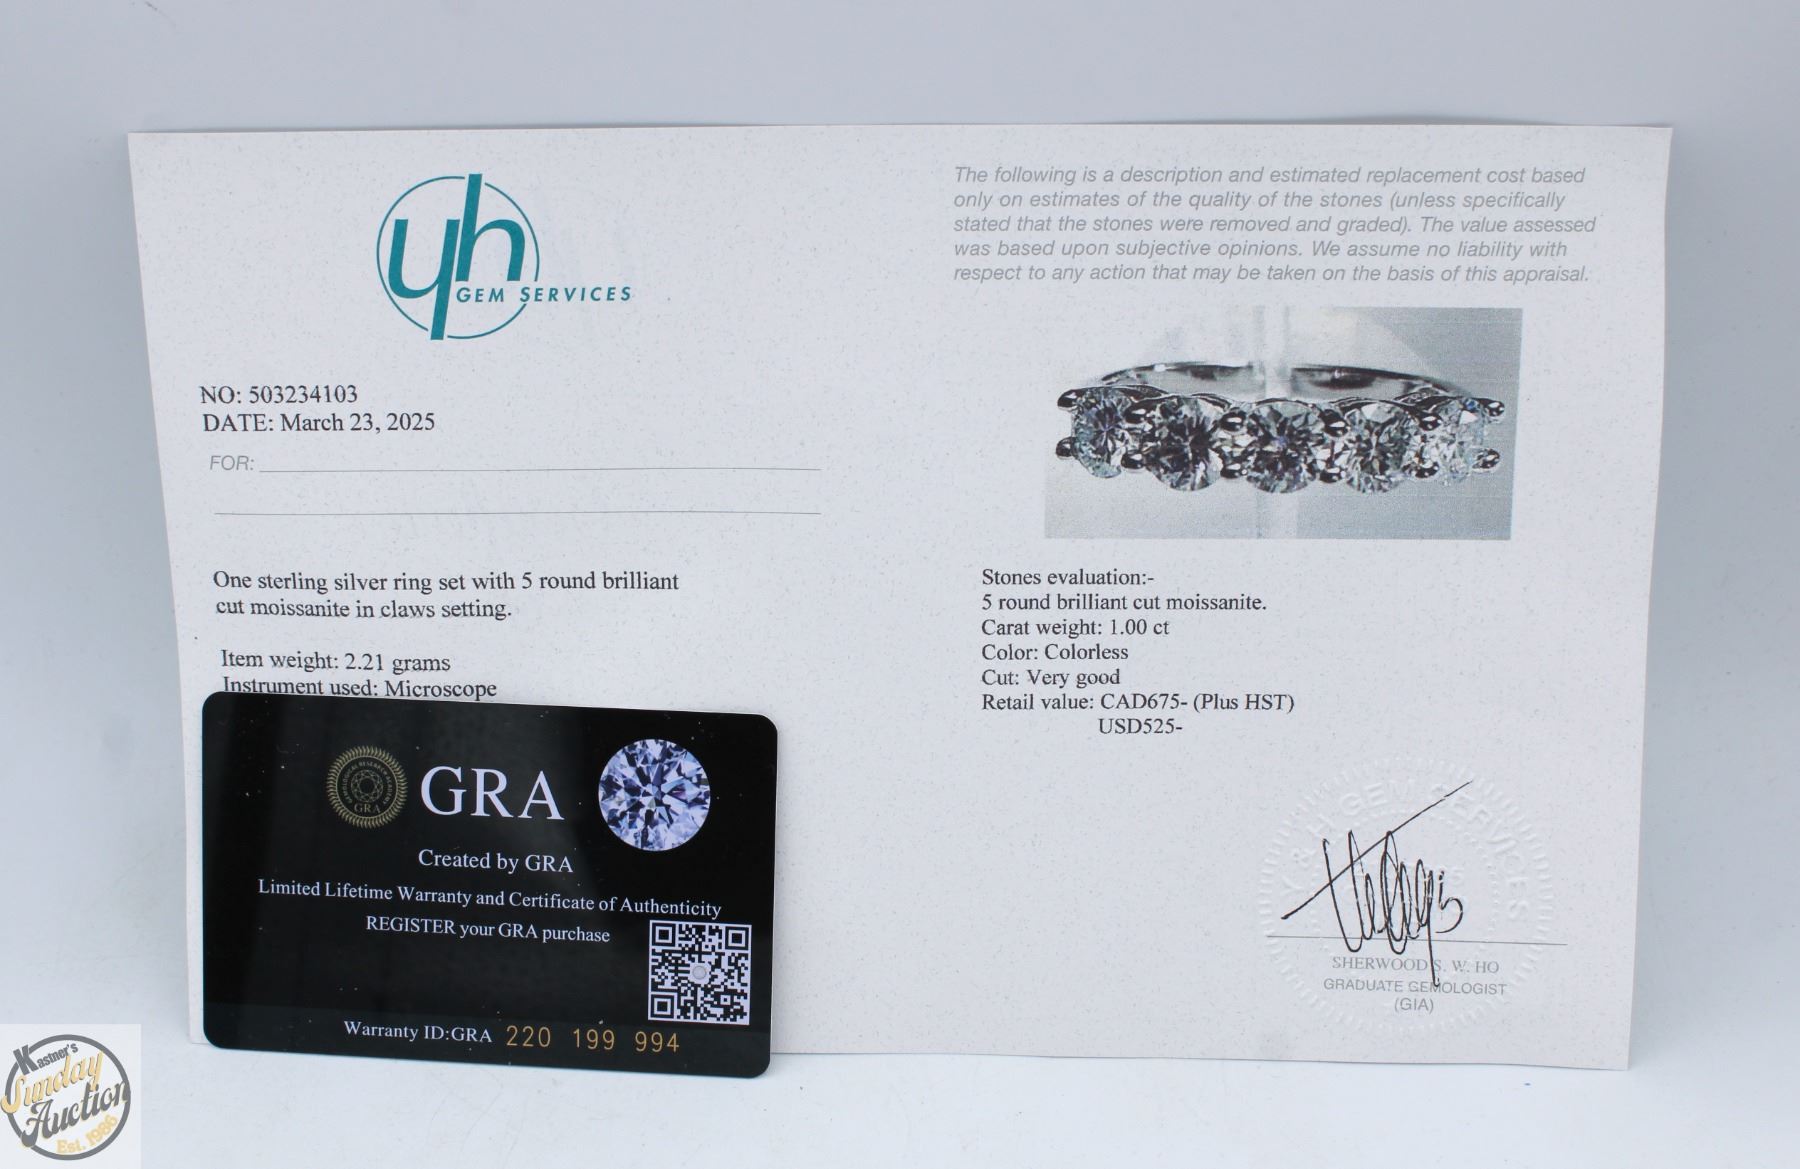 yh
GEM SERVICES
NO: 503234103
DATE: March 23, 2025
FOR:
One sterling silver ring set with 5 round brilliant
cut moissanite in claws setting.
Item weight: 2.21 grams
Instrument used: Microscope
The following is a description and estimated replacement cost based
only on estimates of the quality of the stones (unless specifically
stated that the stones were removed and graded). The value assessed
was based upon subjective opinions. We assume no liability with
respect to any action that may be taken on the basis of this appraisal.
Stones evaluation:-
5 round brilliant cut moissanite.
Carat weight: 1.00 ct
Color: Colorless
Cut: Very good
Retail value: CAD675- (Plus HST)
USD525-
SHERWOOD S. W. HO
GRADUATE GEMOLOGIST
(GIA)
GEMOLOGICAL RESEARCH ACADEMY
GRA
GRA
Created by GRA
Limited Lifetime Warranty and Certificate of Authenticity
REGISTER your GRA purchase
Warranty ID:GRA 220 199 994
Kastner's
Sunday
Auction
Est. 1986